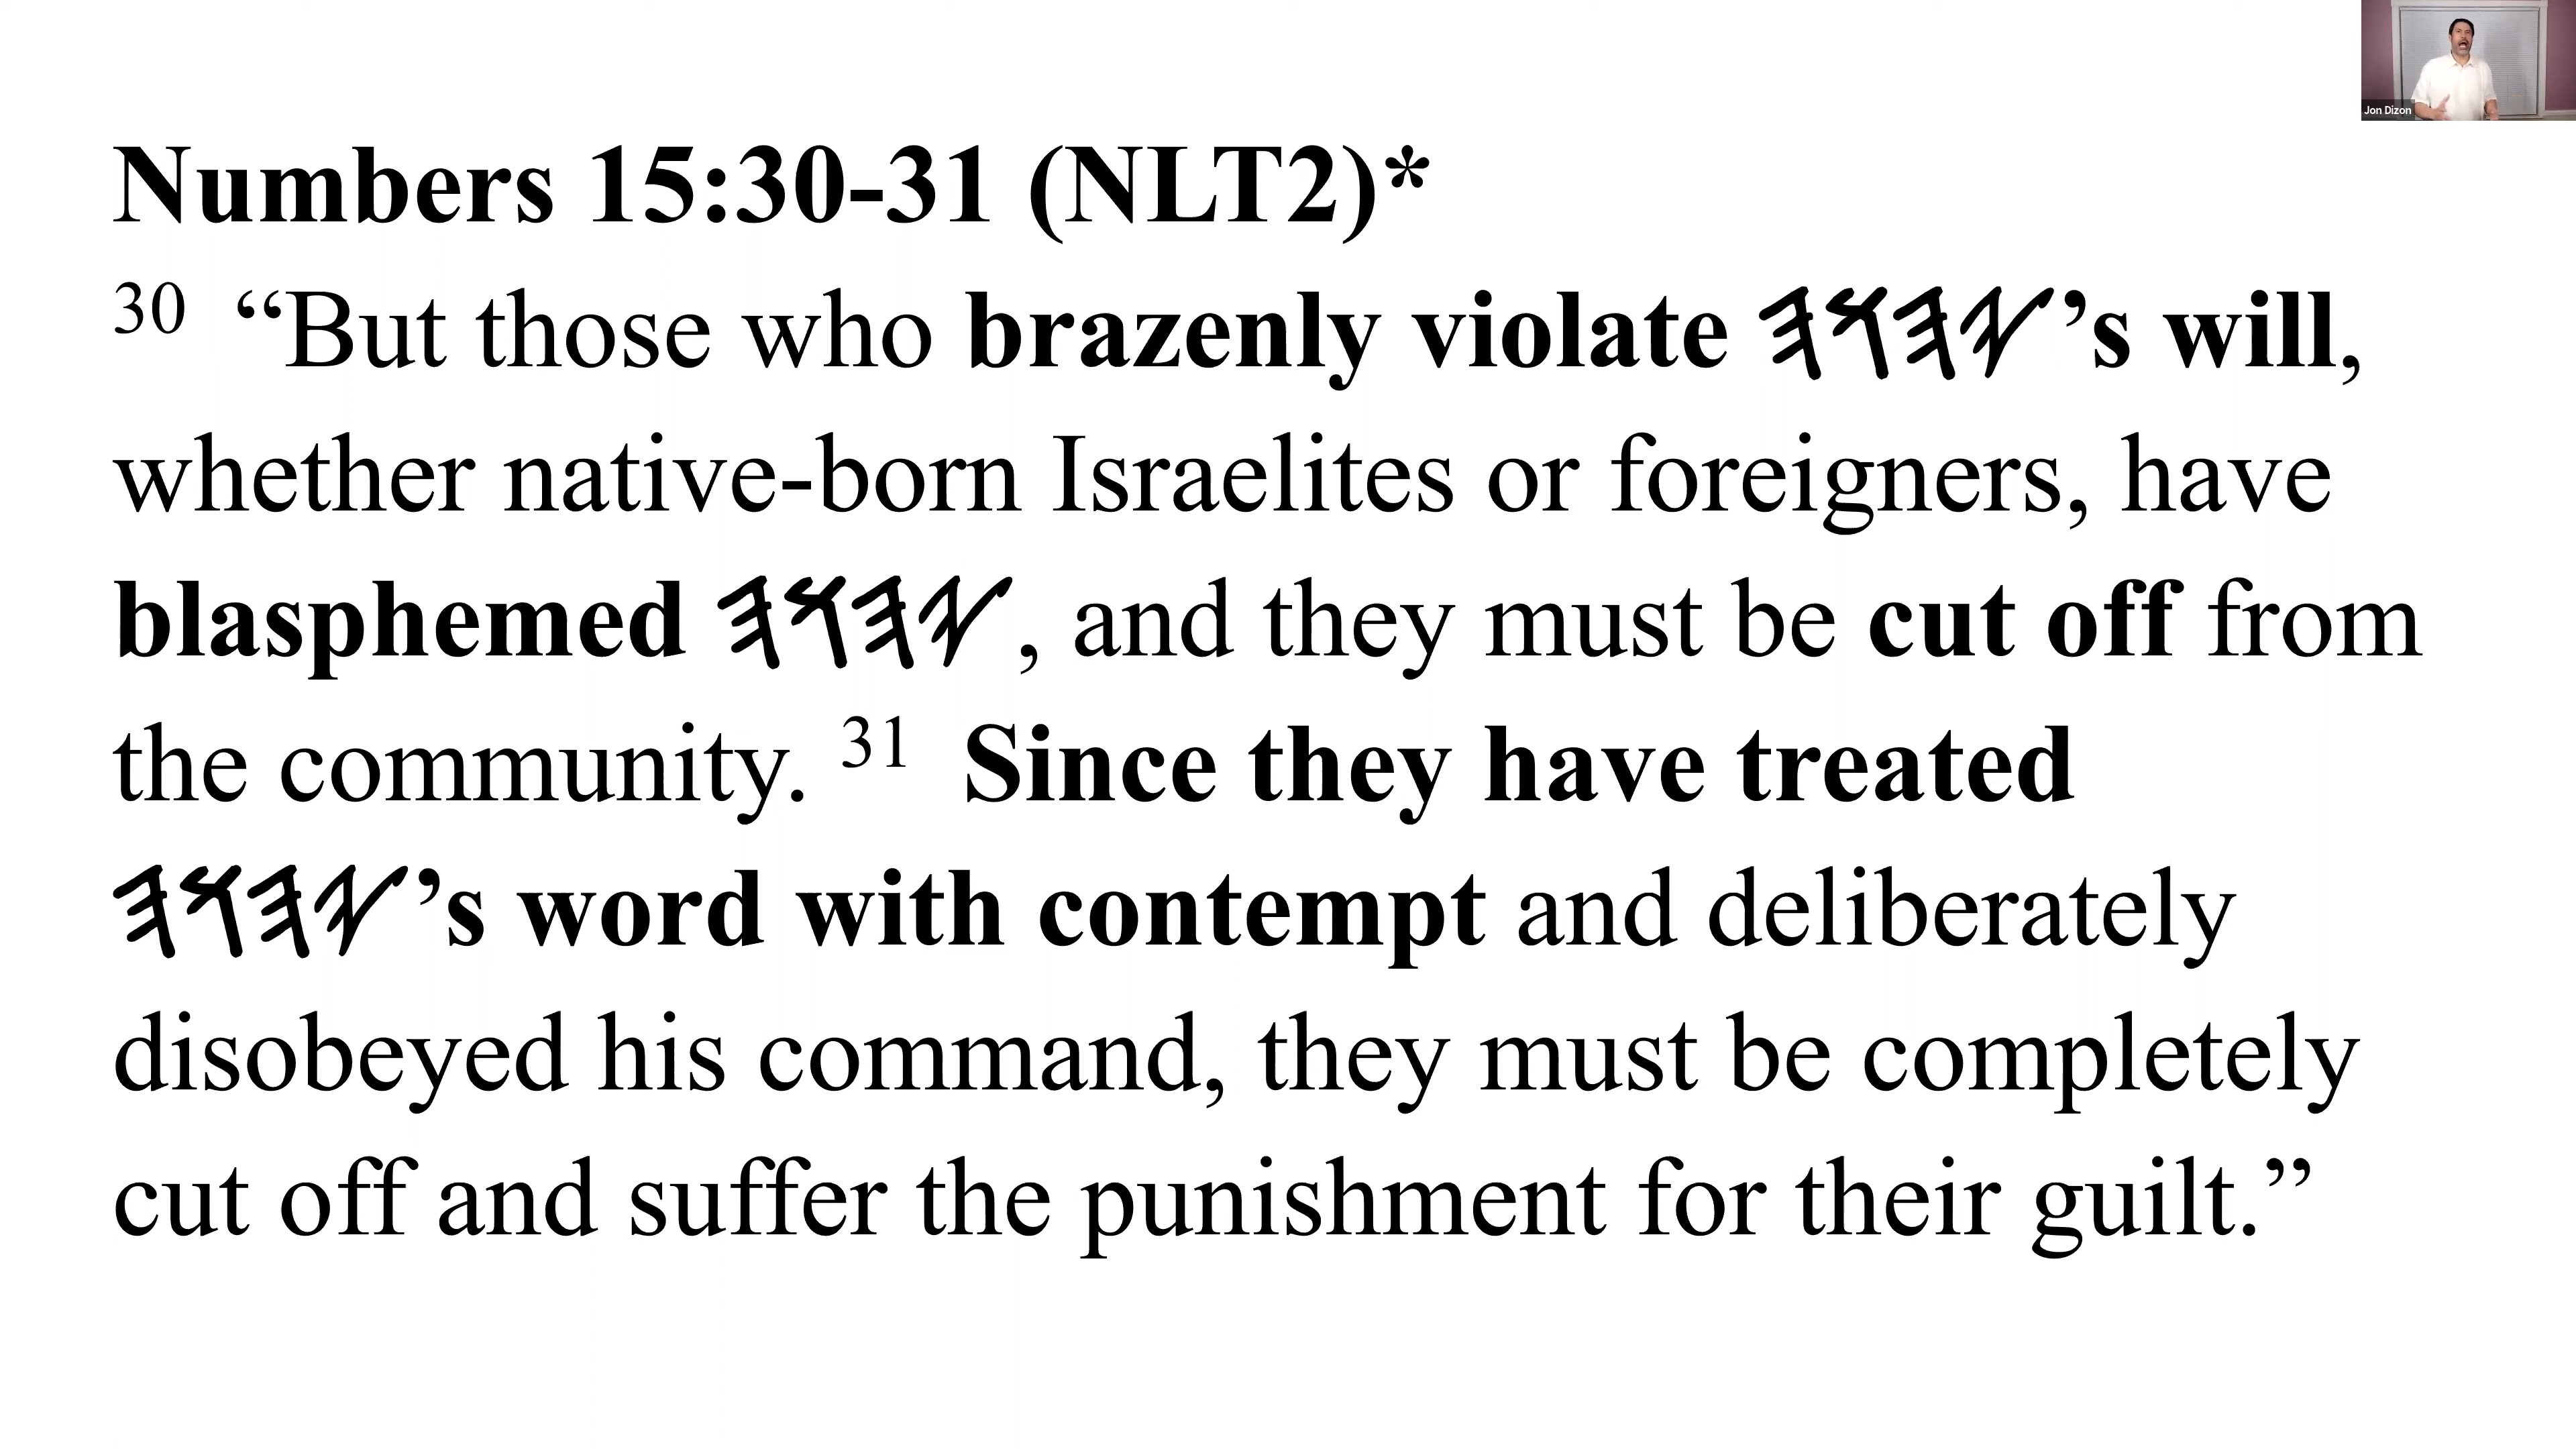 Jon Dizon
Numbers 15:30-31 (NLT2)*
30 “But those who brazenly violate 𐤉𐤄𐤅𐤄’s will,
whether native-born Israelites or foreigners, have
blasphemed 𐤉𐤄𐤅𐤄, and they must be cut off from
the community. 31 Since they have treated
𐤉𐤄𐤅𐤄’s word with contempt and deliberately
disobeyed his command, they must be completely
cut off and suffer the punishment for their guilt.”